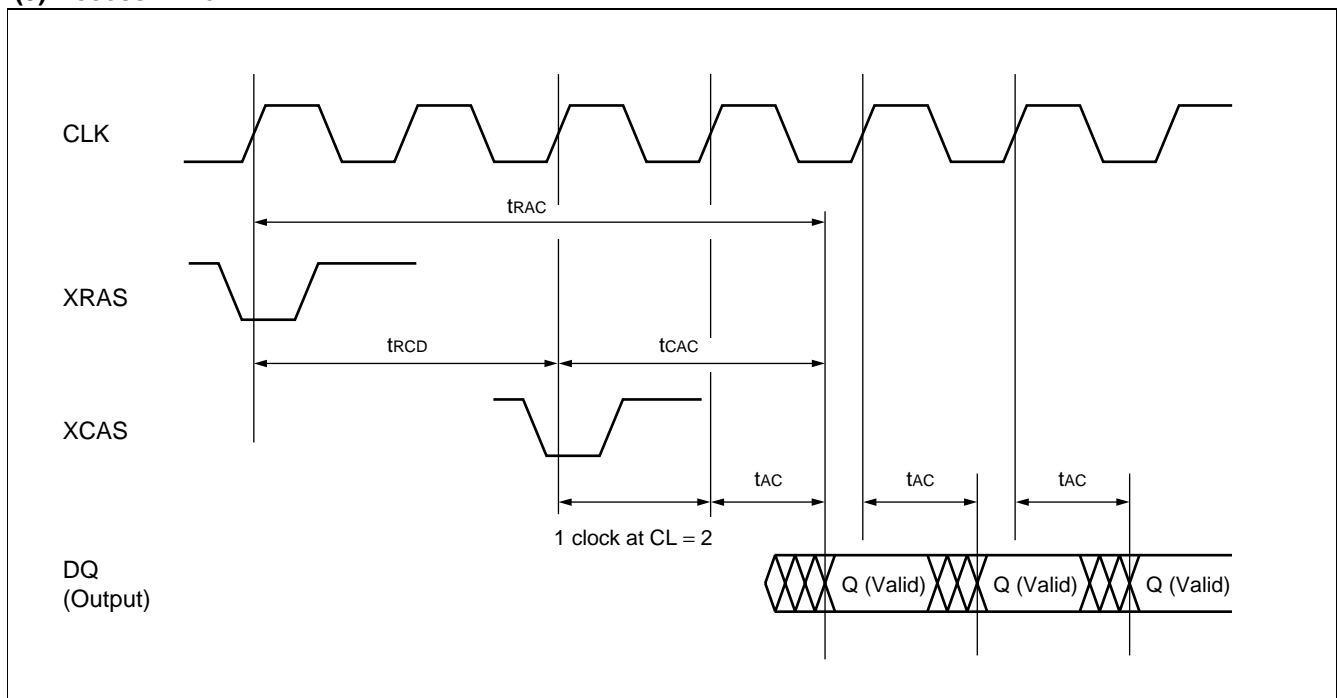 CLK
tRAC
XRAS
tRCD
tCAC
XCAS
tAC
tAC
tAC
1 clock at CL = 2
DQ
(Output)
Q (Valid)
Q (Valid)
Q (Valid)